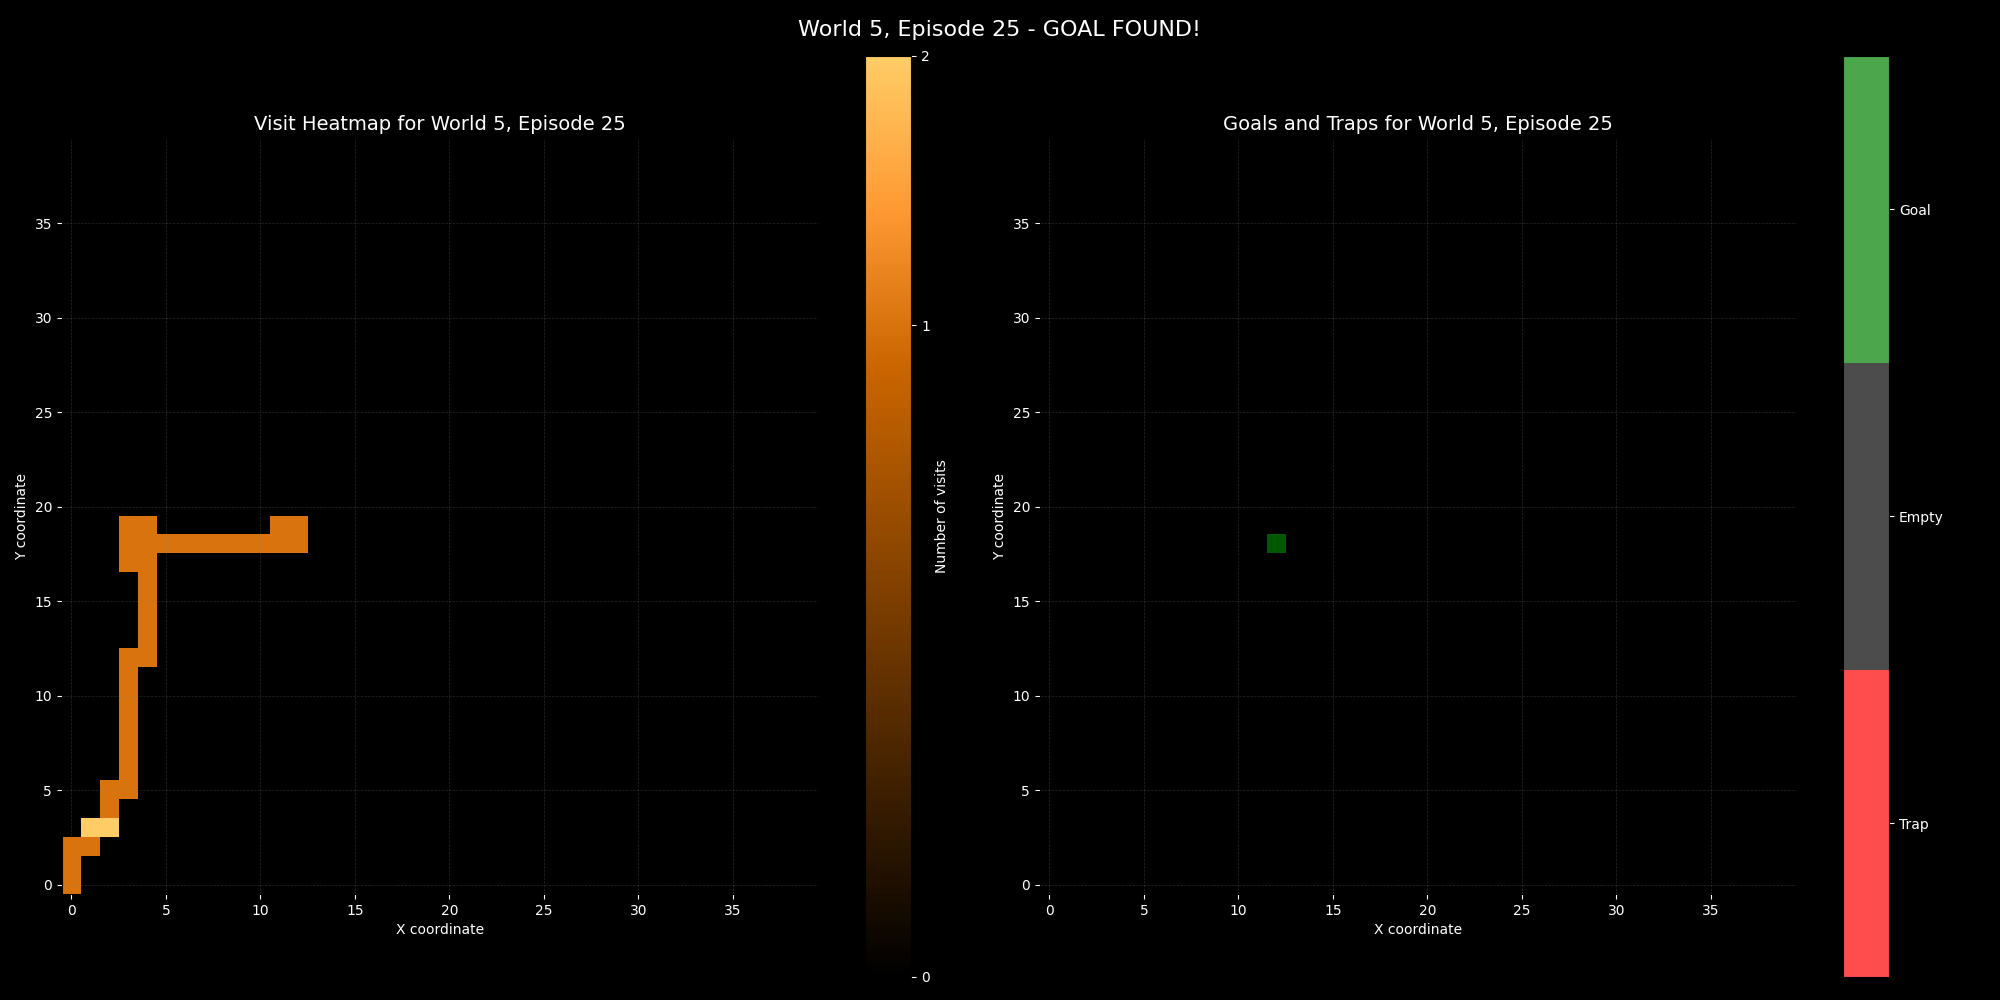 World 5, Episode 25 - GOAL FOUND!
Visit Heatmap for World 5, Episode 25
35
30
25
20
15
10
5
0
Y coordinate
0 5 10 15 20 25 30 35
X coordinate
2
1
0
Number of visits
Goals and Traps for World 5, Episode 25
35
30
25
20
15
10
5
0
Y coordinate
0 5 10 15 20 25 30 35
X coordinate
Goal
Empty
Trap